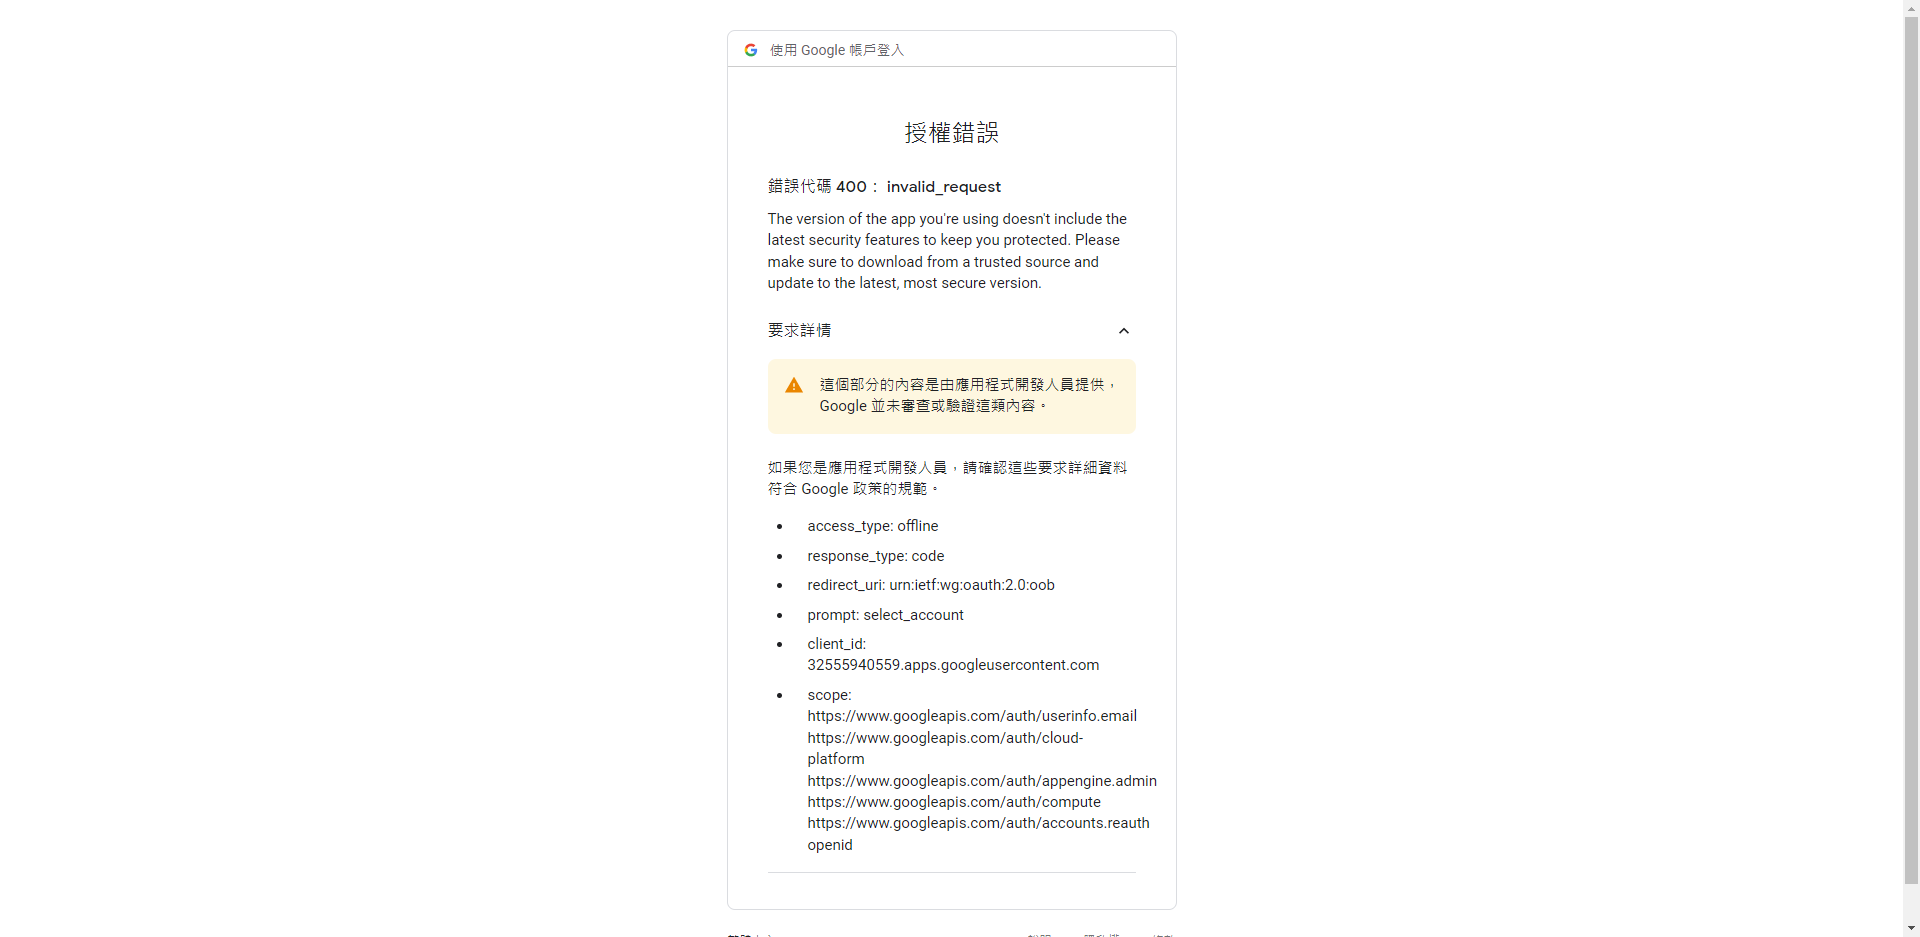 使用 Google 帳戶登入
授權錯誤
錯誤代碼 400： invalid_request
The version of the app you're using doesn't include the
latest security features to keep you protected. Please
make sure to download from a trusted source and
update to the latest, most secure version.
要求詳情
這個部分的內容是由應用程式開發人員提供，
Google 並未審查或驗證這類內容。
如果您是應用程式開發人員，請確認這些要求詳細資料
符合 Google 政策的規範。
• access_type: offline
• response_type: code
• redirect_uri: urn:ietf:wg:oauth:2.0:oob
• prompt: select_account
• client_id:
32555940559.apps.googleusercontent.com
• scope:
https://www.googleapis.com/auth/userinfo.email
https://www.googleapis.com/auth/cloud-
platform
https://www.googleapis.com/auth/appengine.admin
https://www.googleapis.com/auth/compute
https://www.googleapis.com/auth/accounts.reauth
openid